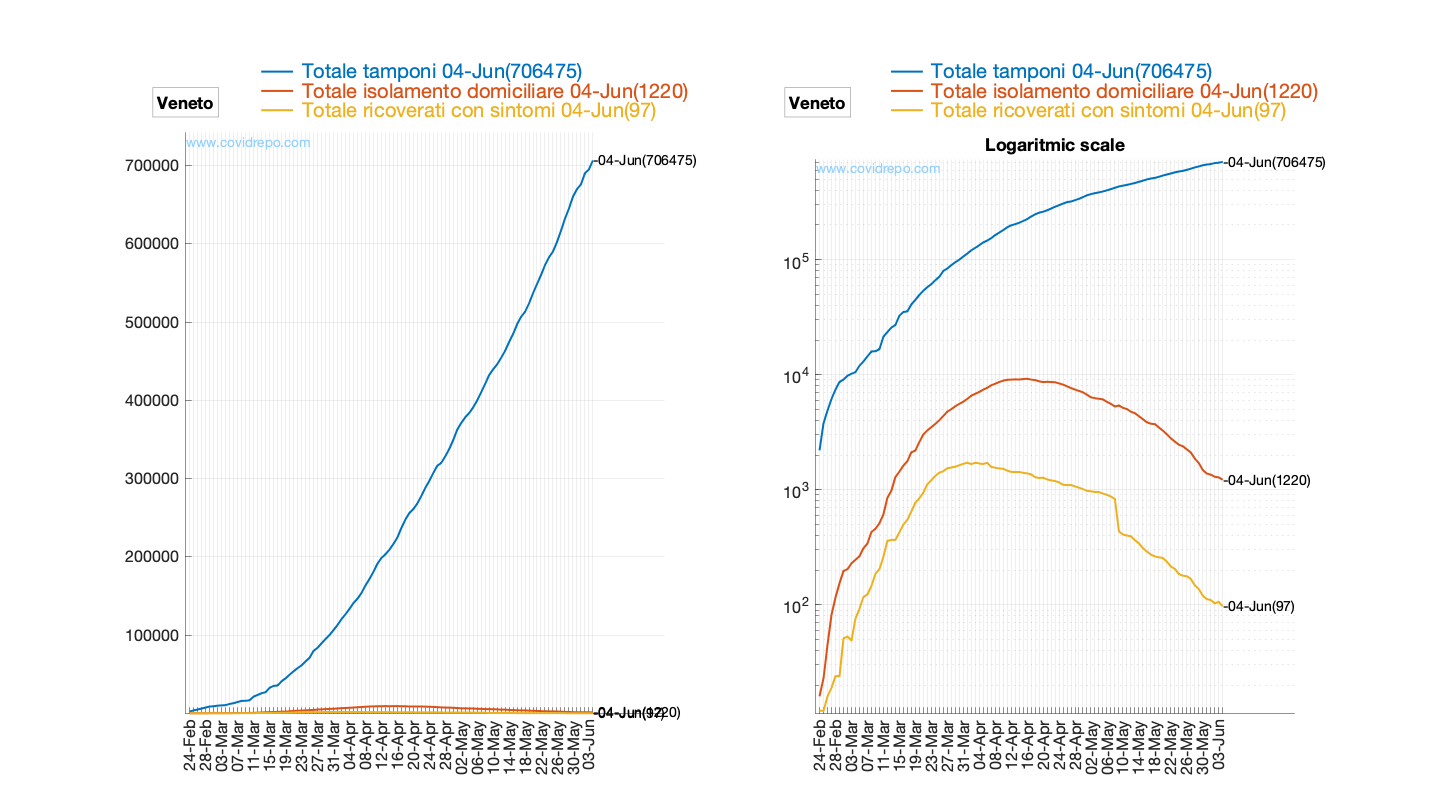 Totale tamponi 04-Jun(706475)
Totale isolamento domiciliare 04-Jun(1220)
Totale ricoverati con sintomi 04-Jun(97)
Veneto
www.covidrepo.com
700000
600000
500000
400000
300000
200000
100000
-04-Jun(706475)
-04-Jun(1220)
24-Feb
28-Feb
03-Mar
07-Mar
11-Mar
15-Mar
19-Mar
23-Mar
27-Mar
31-Mar
04-Apr
08-Apr
12-Apr
16-Apr
20-Apr
24-Apr
28-Apr
02-May
06-May
10-May
14-May
18-May
22-May
26-May
30-May
03-Jun
Totale tamponi 04-Jun(706475)
Totale isolamento domiciliare 04-Jun(1220)
Totale ricoverati con sintomi 04-Jun(97)
Veneto
Logaritmic scale
www.covidrepo.com
10^5
10^4
10^3
10^2
-04-Jun(706475)
-04-Jun(1220)
-04-Jun(97)
24-Feb
28-Feb
03-Mar
07-Mar
11-Mar
15-Mar
19-Mar
23-Mar
27-Mar
31-Mar
04-Apr
08-Apr
12-Apr
16-Apr
20-Apr
24-Apr
28-Apr
02-May
06-May
10-May
14-May
18-May
22-May
26-May
30-May
03-Jun